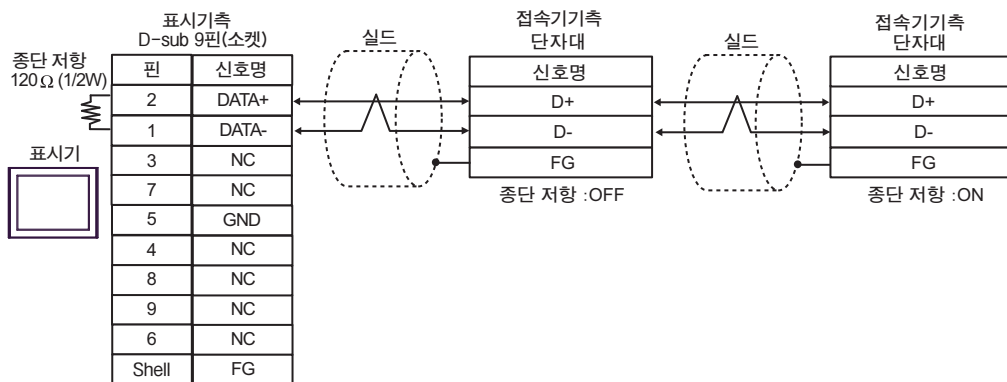 표시기측
D-sub 9핀(소켓)
종단 저항
120Ω (1/2W)
표시기
핀 신호명
2 DATA+
1 DATA-
3 NC
7 NC
5 GND
4 NC
8 NC
9 NC
6 NC
Shell FG
실드
접속기기측
단자대
신호명
D+
D-
FG
종단 저항 :OFF
실드
접속기기측
단자대
신호명
D+
D-
FG
종단 저항 :ON